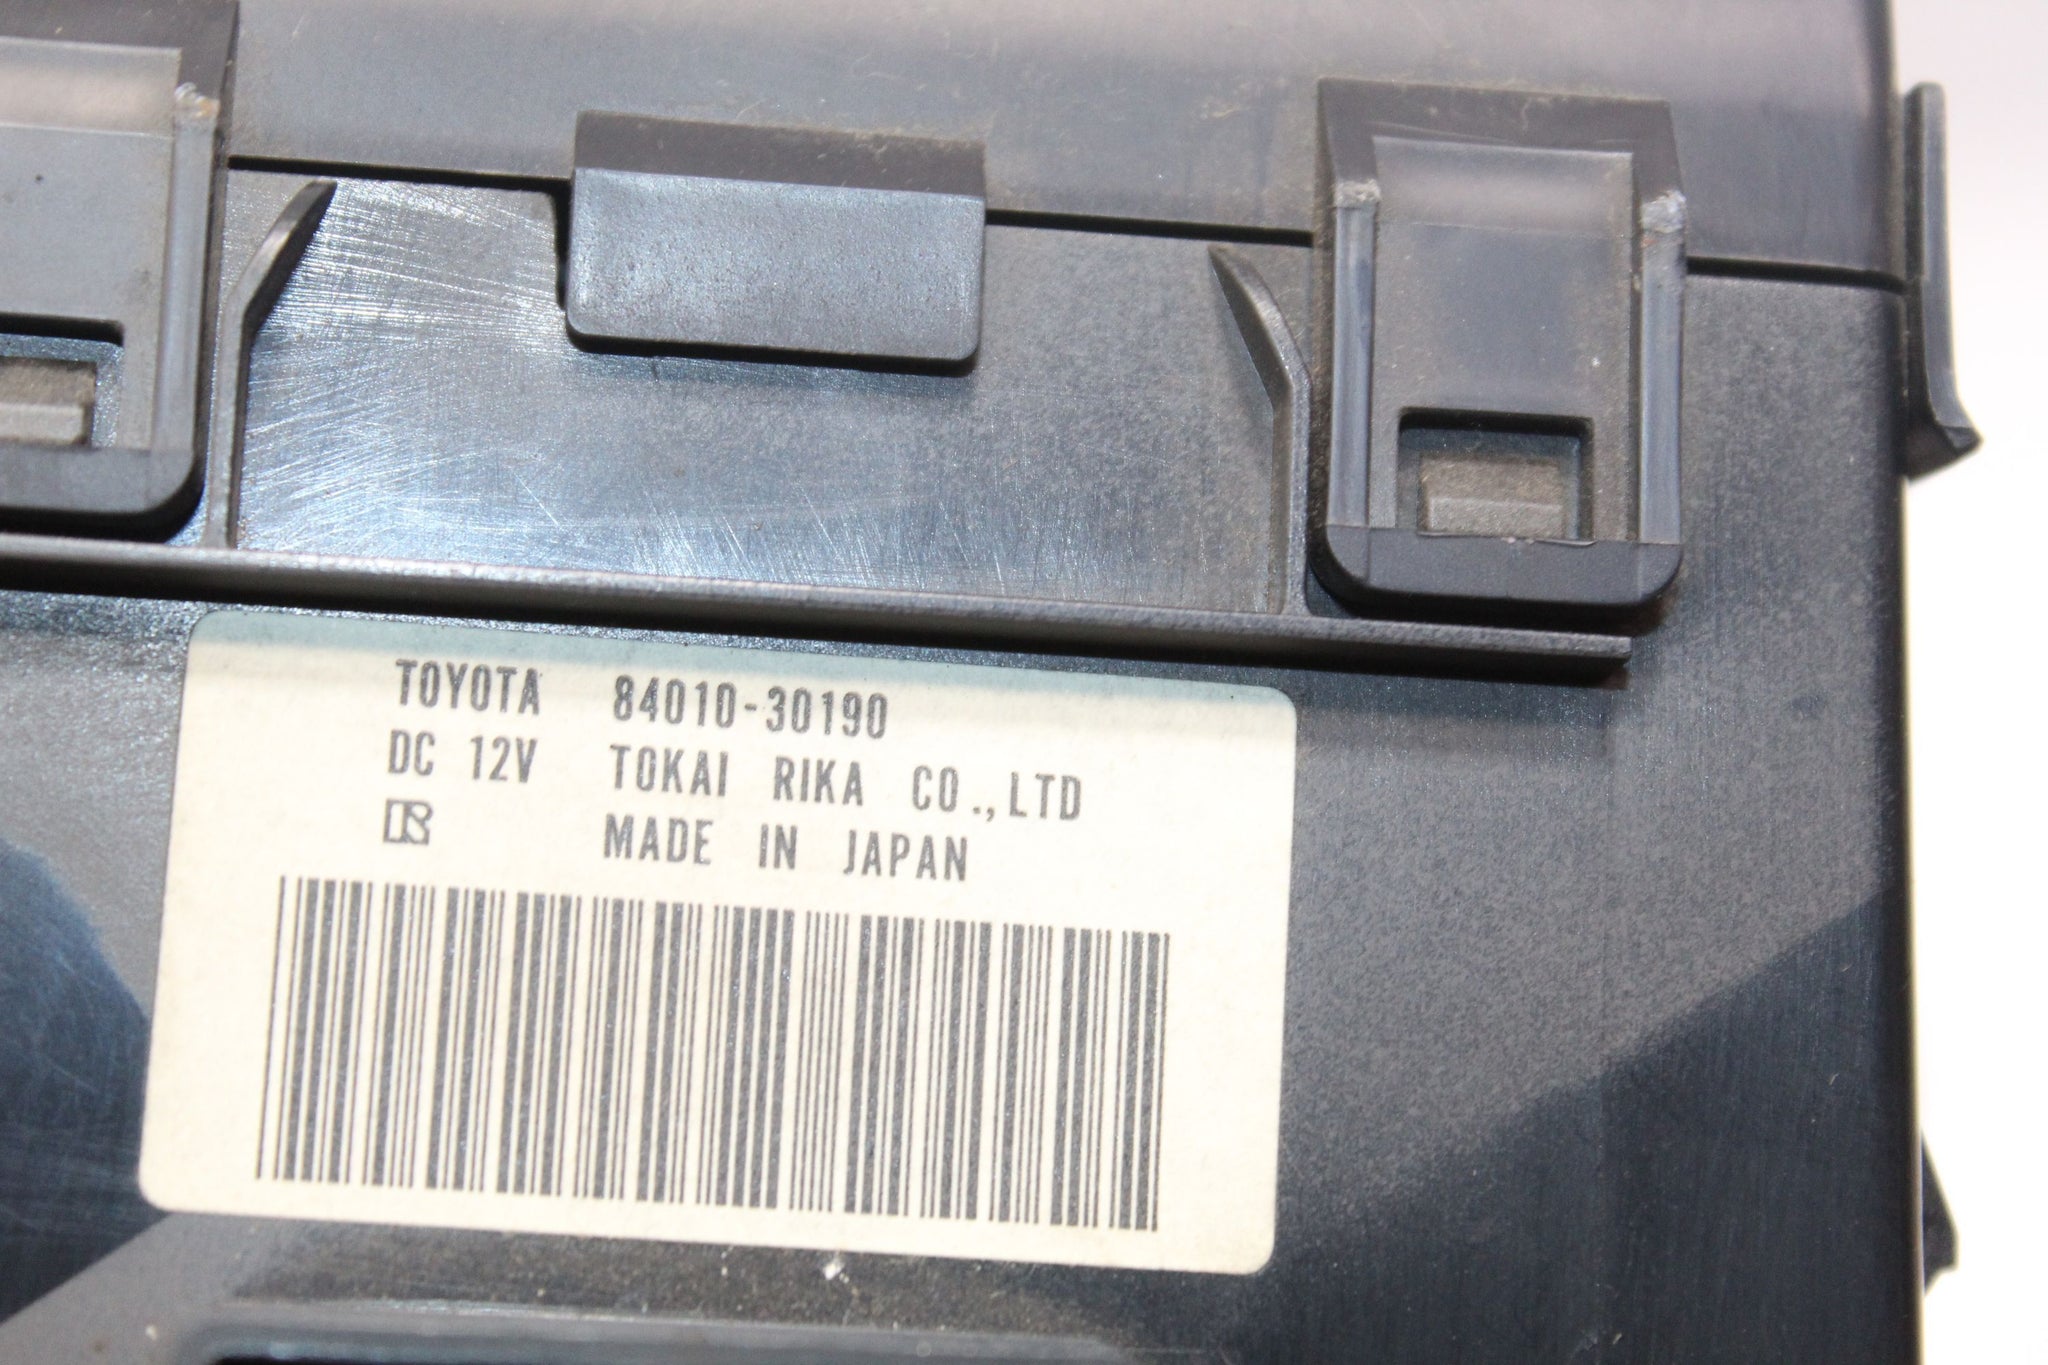 TOYOTA 84010-30190
DC 12V TOKAI RIKA CO.,LTD
MADE IN JAPAN